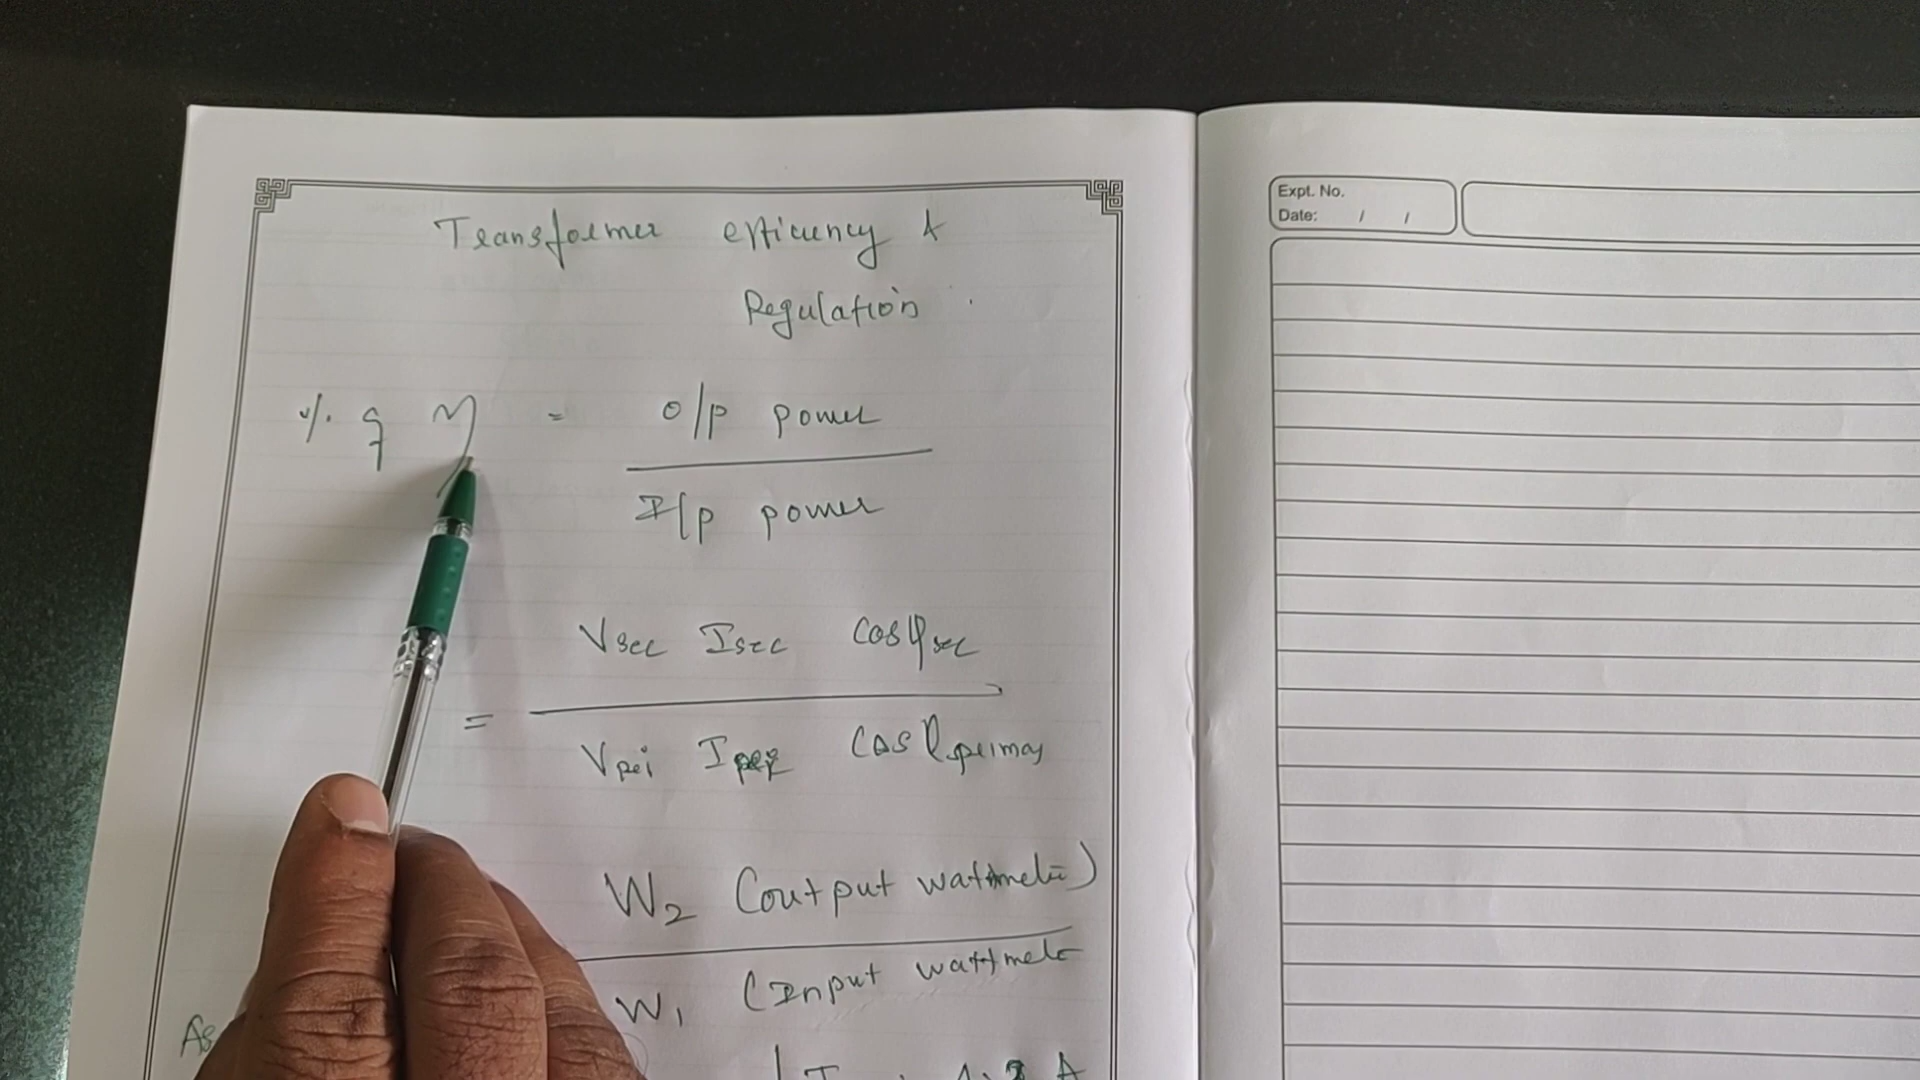 Transformer efficiency &
Regulation
% of η = O/P power
I/p power
= Vsec Isec cosφsec
Vpri Ipri cosφprimary
W2 (output wattmeter)
W1 (Input wattmeter
As
Expt. No.
Date: / /